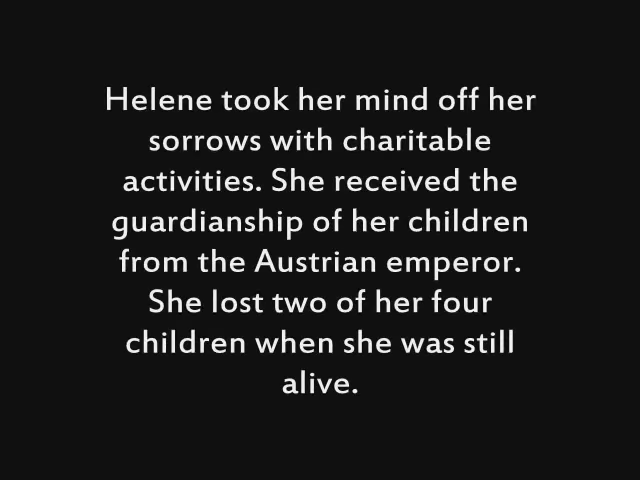 Helene took her mind off her
sorrows with charitable
activities. She received the
guardianship of her children
from the Austrian emperor.
She lost two of her four
children when she was still
alive.